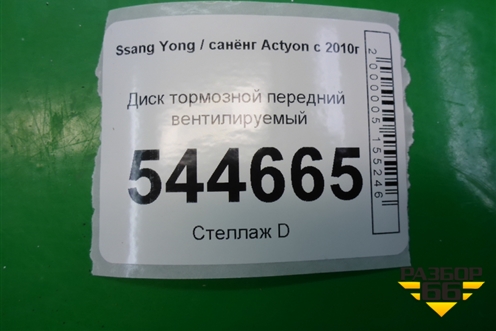 Ssang Yong / санёнг Actyon с 2010г
Диск тормозной передний
вентилируемый
544665
Стеллаж D
2000005155246
РАЗБОР
66